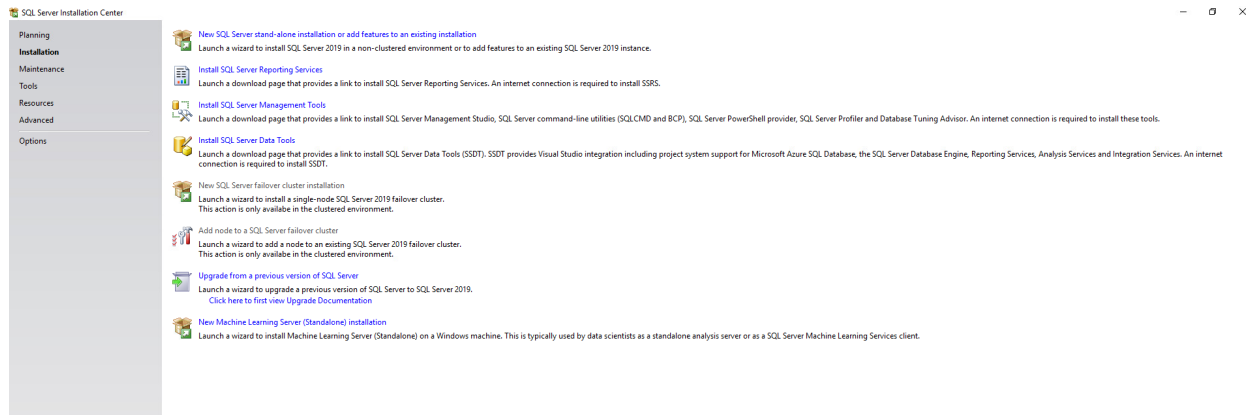 SQL Server Installation Center
Planning
Installation
Maintenance
Tools
Resources
Advanced
Options
New SQL Server stand-alone installation or add features to an existing installation
Launch a wizard to install SQL Server 2019 in a non-clustered environment or to add features to an existing SQL Server 2019 instance.
Install SQL Server Reporting Services
Launch a download page that provides a link to install SQL Server Reporting Services. An internet connection is required to install SSRS.
Install SQL Server Management Tools
Launch a download page that provides a link to install SQL Server Management Studio, SQL Server command-line utilities (SQLCMD and BCP), SQL Server PowerShell provider, SQL Server Profiler and Database Tuning Advisor. An internet connection is required to install these tools.
Install SQL Server Data Tools
Launch a download page that provides a link to install SQL Server Data Tools (SSDT). SSDT provides Visual Studio integration including project system support for Microsoft Azure SQL Database, the SQL Server Database Engine, Reporting Services, Analysis Services and Integration Services. An internet
connection is required to install SSDT.
New SQL Server failover cluster installation
Launch a wizard to install a single-node SQL Server 2019 failover cluster.
This action is only availabe in the clustered environment.
Add node to a SQL Server failover cluster
Launch a wizard to add a node to an existing SQL Server 2019 failover cluster.
This action is only availabe in the clustered environment.
Upgrade from a previous version of SQL Server
Launch a wizard to upgrade a previous version of SQL Server to SQL Server 2019.
Click here to first view Upgrade Documentation
New Machine Learning Server (Standalone) installation
Launch a wizard to install Machine Learning Server (Standalone) on a Windows machine. This is typically used by data scientists as a standalone analysis server or as a SQL Server Machine Learning Services client.